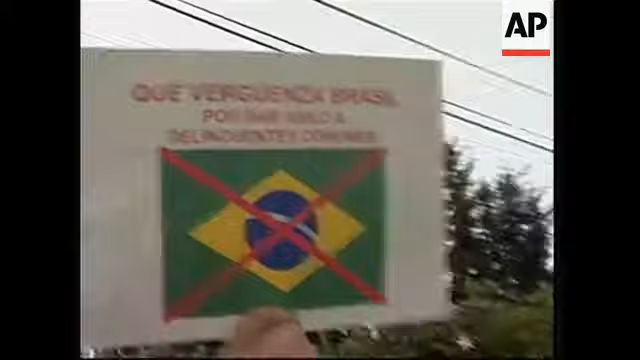 AP
QUE VERGUENZA BRASIL
POR DAR ASILO A
DELINCUENTES COMUNES